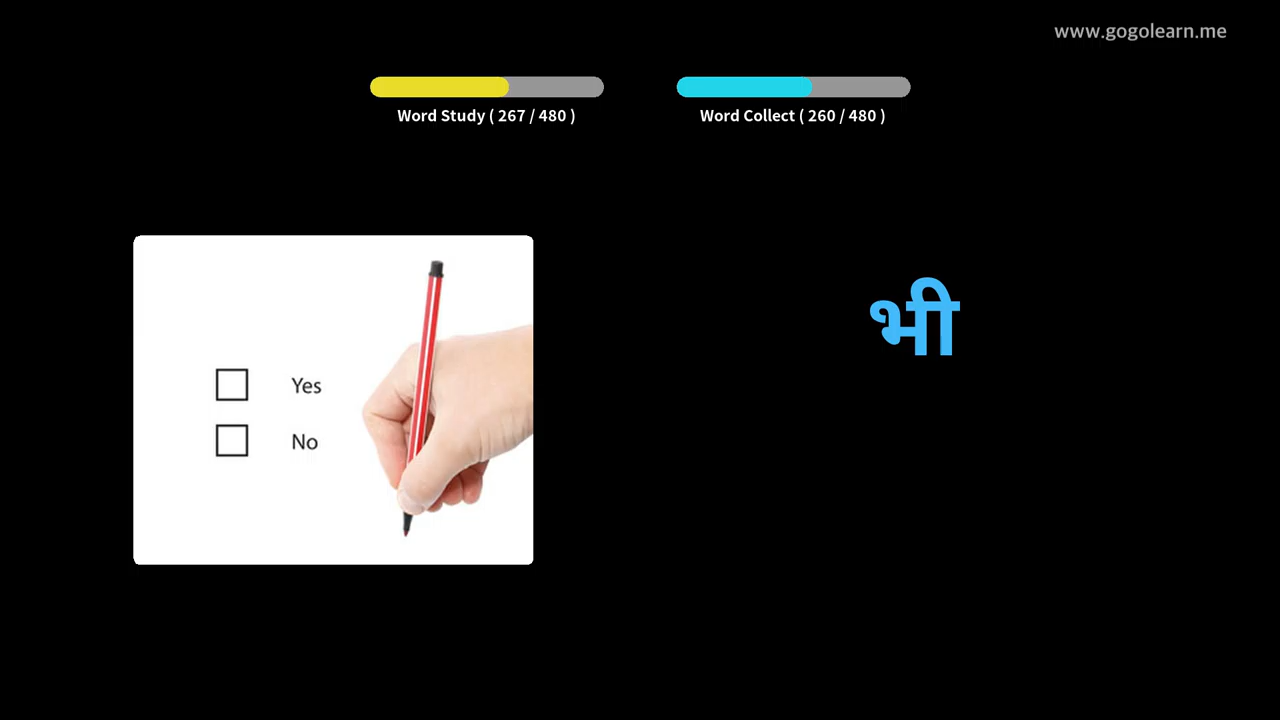 www.gogolearn.me
Word Study ( 267 / 480 )
Word Collect ( 260 / 480 )
भी
Yes
No